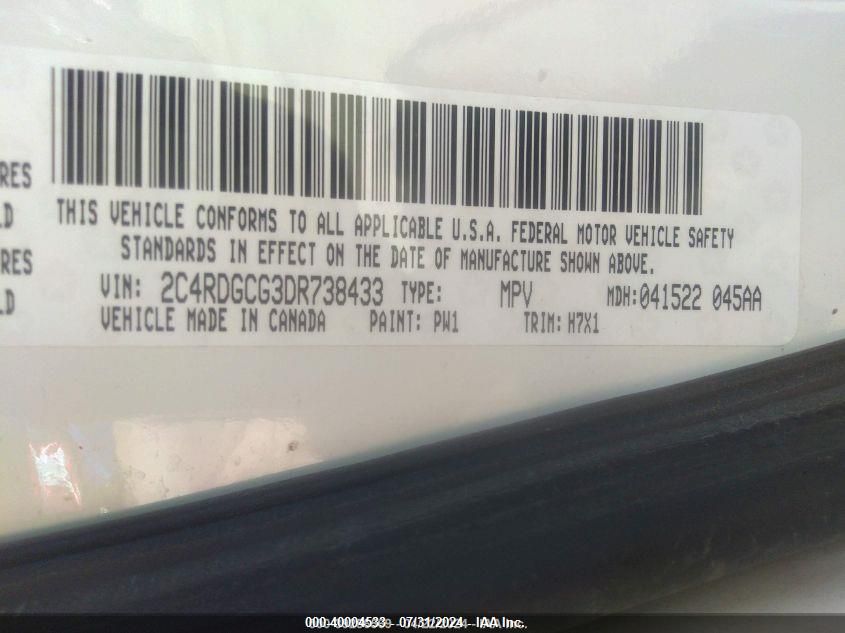 RES
LD
RES
LD
THIS VEHICLE CONFORMS TO ALL APPLICABLE U.S.A. FEDERAL MOTOR VEHICLE SAFETY
STANDARDS IN EFFECT ON THE DATE OF MANUFACTURE SHOWN ABOVE.
VIN: 2C4RDGCG3DR738433 TYPE: MPV MDH:041522 045AA
VEHICLE MADE IN CANADA PAINT: PW1 TRIM: H7X1
000-40004533 - 07/31/2024 - IAA Inc.